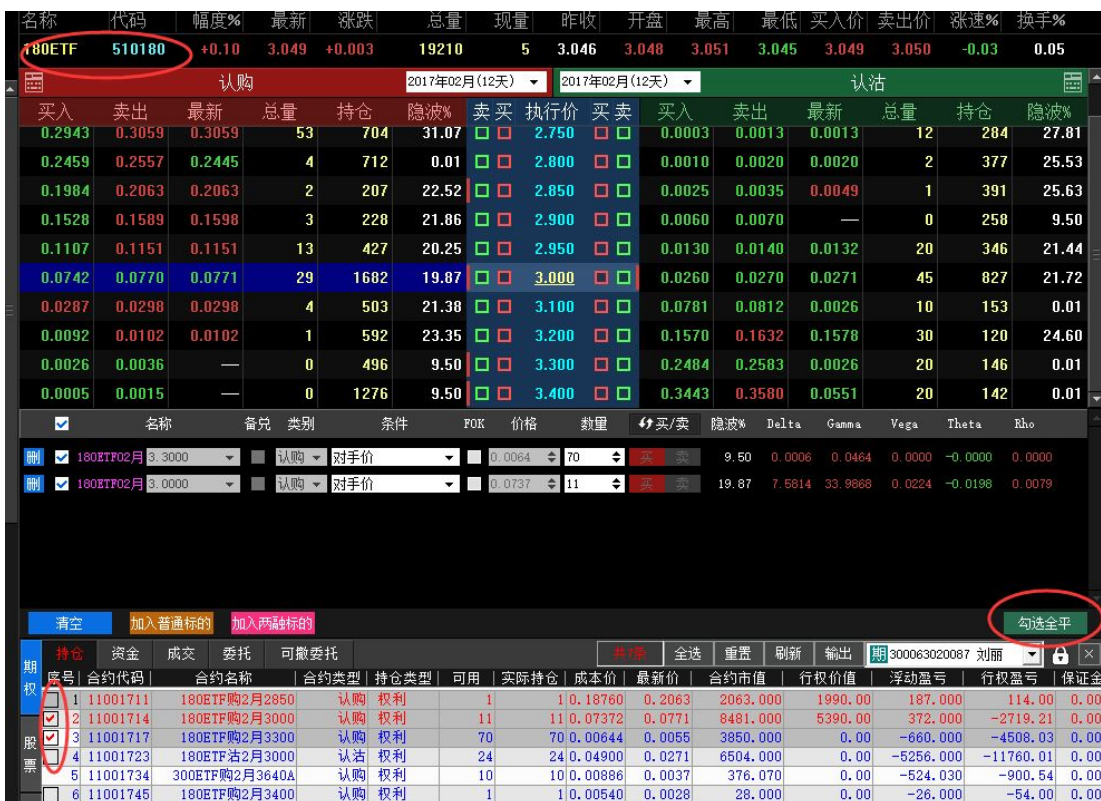 名称 代码 幅度% 最新 涨跌 总量 现量 昨收 开盘 最高 最低 买入价 卖出价 涨速% 换手%
180ETF 510180 +0.10 3.049 +0.003 19210 5 3.046 3.048 3.051 3.045 3.049 3.050 -0.03 0.05
认购 2017年02月(12天) 2017年02月(12天) 认沽
买入 卖出 最新 总量 持仓 隐波% 卖 买 执行价 买 卖 买入 卖出 最新 总量 持仓 隐波%
0.2943 0.3059 0.3059 53 704 31.07 2.750 0.0003 0.0013 0.0013 12 284 27.81
0.2459 0.2557 0.2445 4 712 0.01 2.800 0.0010 0.0020 0.0020 2 377 25.53
0.1984 0.2063 0.2063 2 207 22.52 2.850 0.0025 0.0035 0.0049 1 391 25.63
0.1528 0.1589 0.1598 3 228 21.86 2.900 0.0060 0.0070 — 0 258 9.50
0.1107 0.1151 0.1151 13 427 20.25 2.950 0.0130 0.0140 0.0132 20 346 21.44
0.0742 0.0770 0.0771 29 1682 19.87 3.000 0.0260 0.0270 0.0271 45 827 21.72
0.0287 0.0298 0.0298 4 503 21.38 3.100 0.0781 0.0812 0.0026 10 153 0.01
0.0092 0.0102 0.0102 1 592 23.35 3.200 0.1570 0.1632 0.1578 30 120 24.60
0.0026 0.0036 — 0 496 9.50 3.300 0.2484 0.2583 0.0026 20 146 0.01
0.0005 0.0015 — 0 1276 9.50 3.400 0.3443 0.3580 0.0551 20 142 0.01
名称 备兑 类别 条件 FOK 价格 数量 买/卖 隐波% Delta Gamma Vega Theta Rho
删 180ETF02月 3.3000 认购 对手价 0.0064 70 买 卖 9.50 0.0006 0.0464 0.0000 -0.0000 0.0000
删 180ETF02月 3.0000 认购 对手价 0.0737 11 买 卖 19.87 7.5814 33.9868 0.0224 -0.0198 0.0079
清空 加入普通标的 加入两融标的 勾选全平
期权 持仓 资金 成交 委托 可撤委托 全选 重置 刷新 输出 期 300063020087 刘丽
序号 合约代码 合约名称 合约类型 持仓类型 可用 实际持仓 成本价 最新价 合约市值 行权价值 浮动盈亏 行权盈亏 保证金
1 11001711 180ETF购2月2850 认购 权利 1 1 0.18760 0.2063 2063.000 1990.00 187.000 114.00 0.00
2 11001714 180ETF购2月3000 认购 权利 11 11 0.07372 0.0771 8481.000 5390.00 372.000 -2719.21 0.00
3 11001717 180ETF购2月3300 认购 权利 70 70 0.00644 0.0055 3850.000 0.00 -660.000 -4508.03 0.00
股票 4 11001723 180ETF沽2月3000 认沽 权利 24 24 0.04900 0.0271 6504.000 0.00 -5256.000 -11760.01 0.00
5 11001734 300ETF购2月3640A 认购 权利 10 10 0.00886 0.0037 376.070 0.00 -524.030 -900.54 0.00
6 11001745 180ETF购2月3400 认购 权利 1 1 0.00540 0.0028 28.000 0.00 -26.000 -54.00 0.00